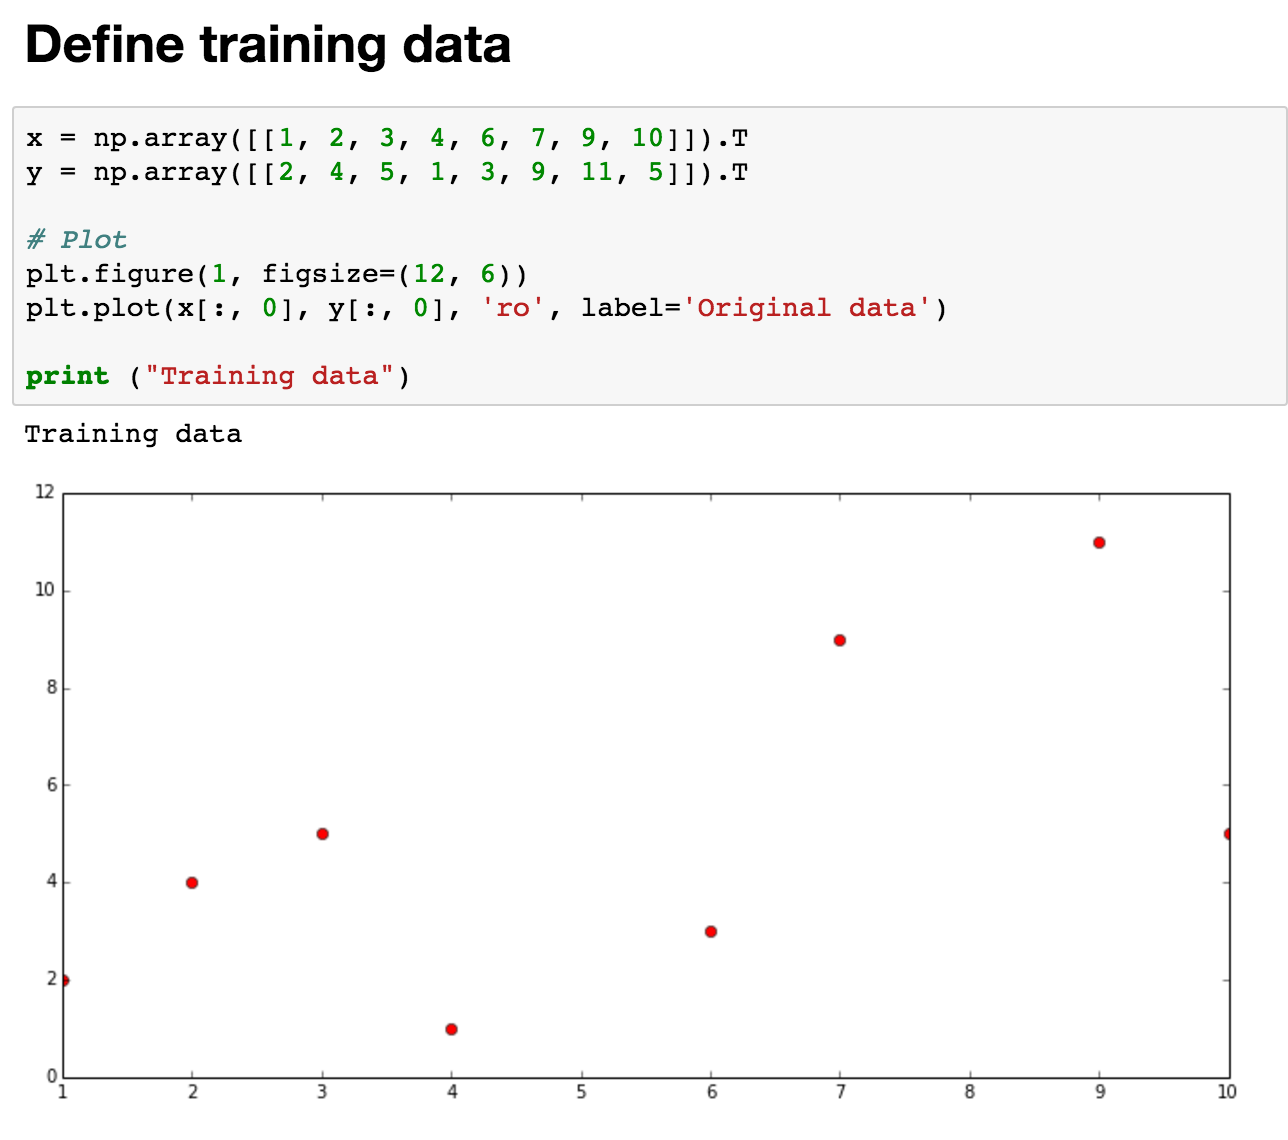 Define training data
x = np.array([[1, 2, 3, 4, 6, 7, 9, 10]]).T
y = np.array([[2, 4, 5, 1, 3, 9, 11, 5]]).T
# Plot
plt.figure(1, figsize=(12, 6))
plt.plot(x[:, 0], y[:, 0], 'ro', label='Original data')
print ("Training data")
Training data
12
10
8
6
4
2
0
1 2 3 4 5 6 7 8 9 10